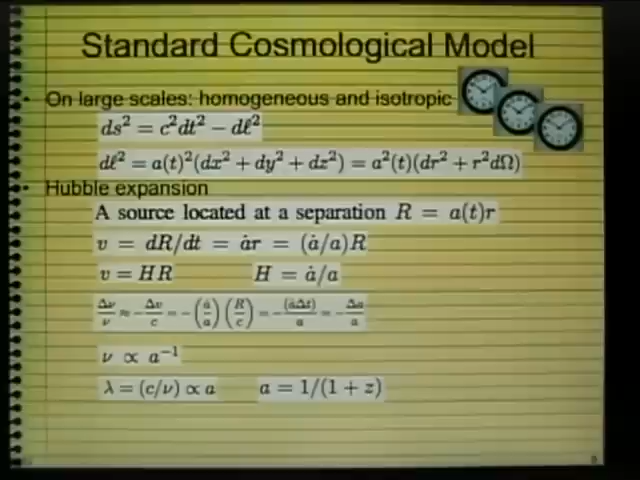 Standard Cosmological Model
• On large scales: homogeneous and isotropic
ds² = c²dt² − dℓ²
dℓ² = a(t)²(dx² + dy² + dz²) = a²(t)(dr² + r²dΩ)
• Hubble expansion
A source located at a separation R = a(t)r
v = dR/dt = ȧr = (ȧ/a)R
v = HR H = ȧ/a
Δν/ν ≈ −Δv/c = −(ȧ/a)(R/c) = −(ȧΔt)/a = −Δa/a
ν ∝ a⁻¹
λ = (c/ν) ∝ a a = 1/(1 + z)